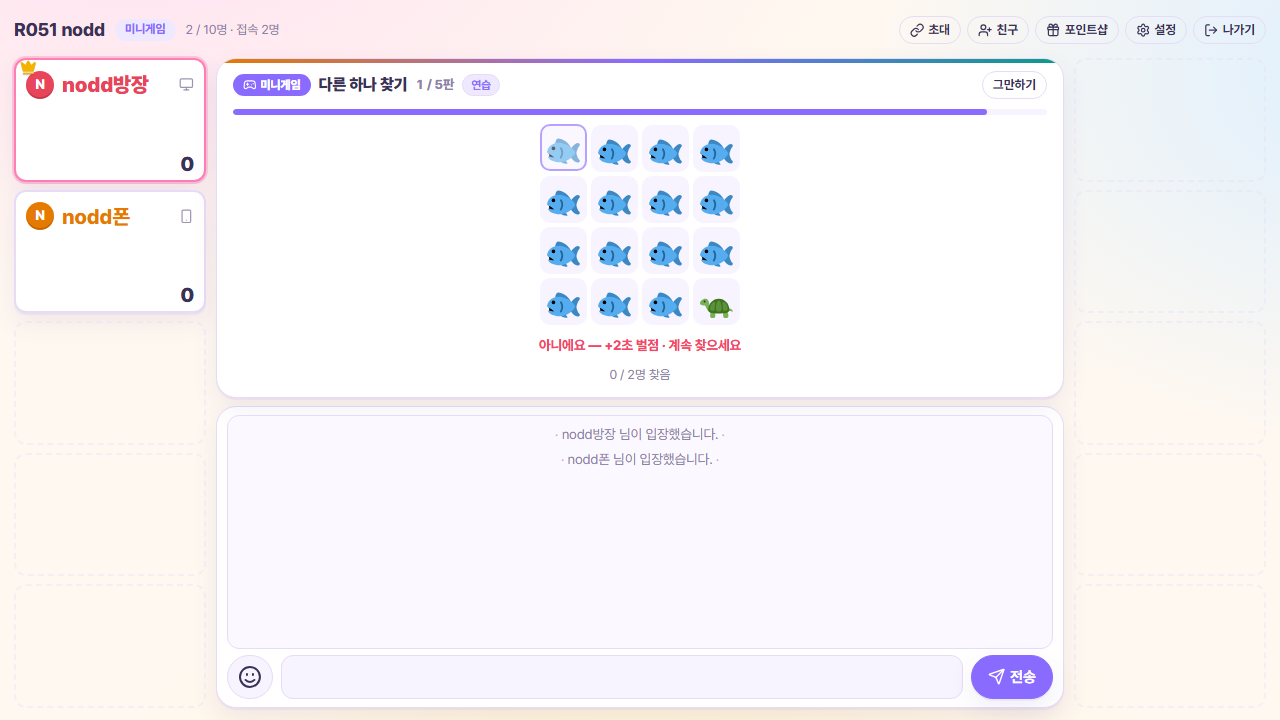 R051 nodd 미니게임 2 / 10명 · 접속 2명 초대 친구 포인트샵 설정 나가기
N nodd방장
0
N nodd폰
0
미니게임 다른 하나 찾기 1 / 5판 연습 그만하기
아니에요 — +2초 벌점 · 계속 찾으세요
0 / 2명 찾음
· nodd방장 님이 입장했습니다. ·
· nodd폰 님이 입장했습니다. ·
전송